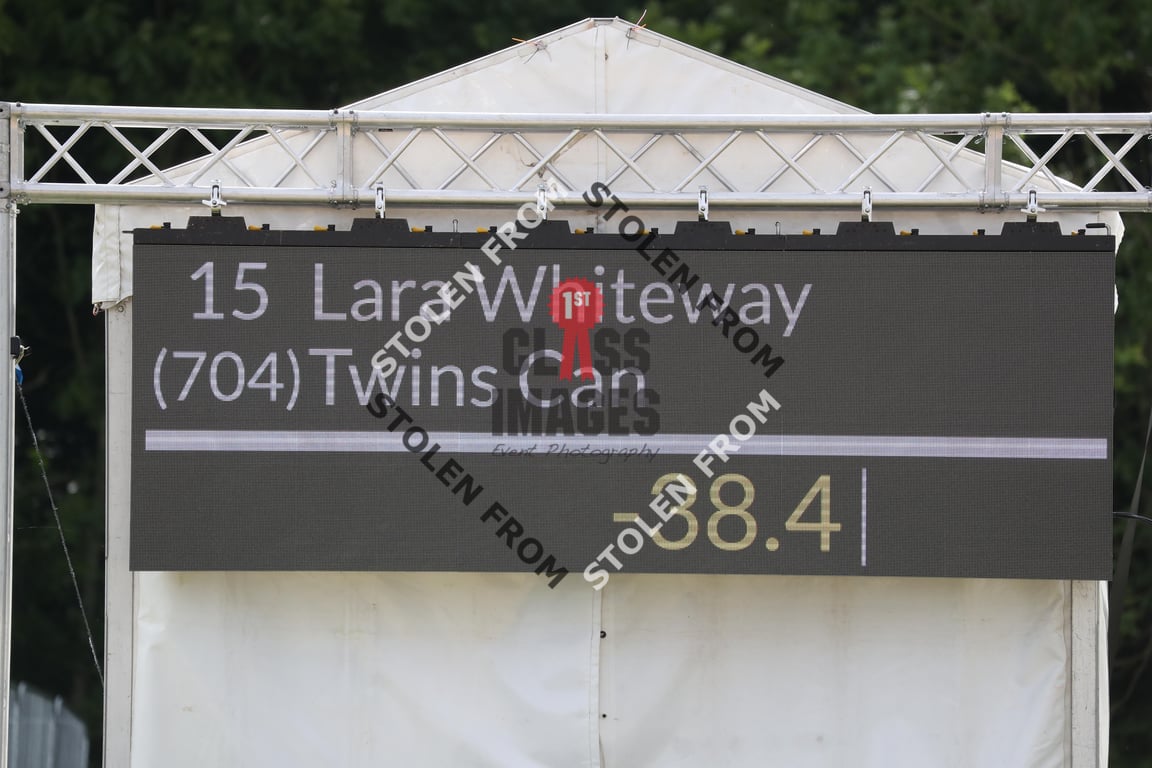 15 Lara Whiteway
(704) Twins Can
-38.4
1ST
CLASS
IMAGES
Event Photography
STOLEN FROM
STOLEN FROM
STOLEN FROM
STOLEN FROM